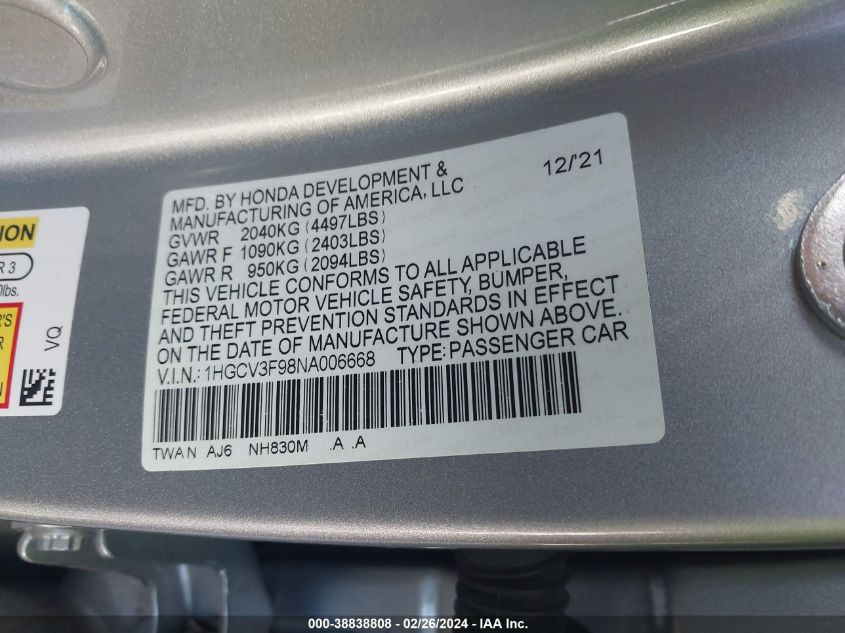 MFD. BY HONDA DEVELOPMENT & 12/'21
MANUFACTURING OF AMERICA, LLC
GVWR 2040KG (4497LBS)
GAWR F 1090KG (2403LBS)
GAWR R 950KG (2094LBS)
THIS VEHICLE CONFORMS TO ALL APPLICABLE
FEDERAL MOTOR VEHICLE SAFETY, BUMPER,
AND THEFT PREVENTION STANDARDS IN EFFECT
ON THE DATE OF MANUFACTURE SHOWN ABOVE.
V.I.N.: 1HGCV3F98NA006668 TYPE: PASSENGER CAR
TWAN AJ6 NH830M .A .A
R 3
lbs.
VQ
000-38838808 - 02/26/2024 - IAA Inc.